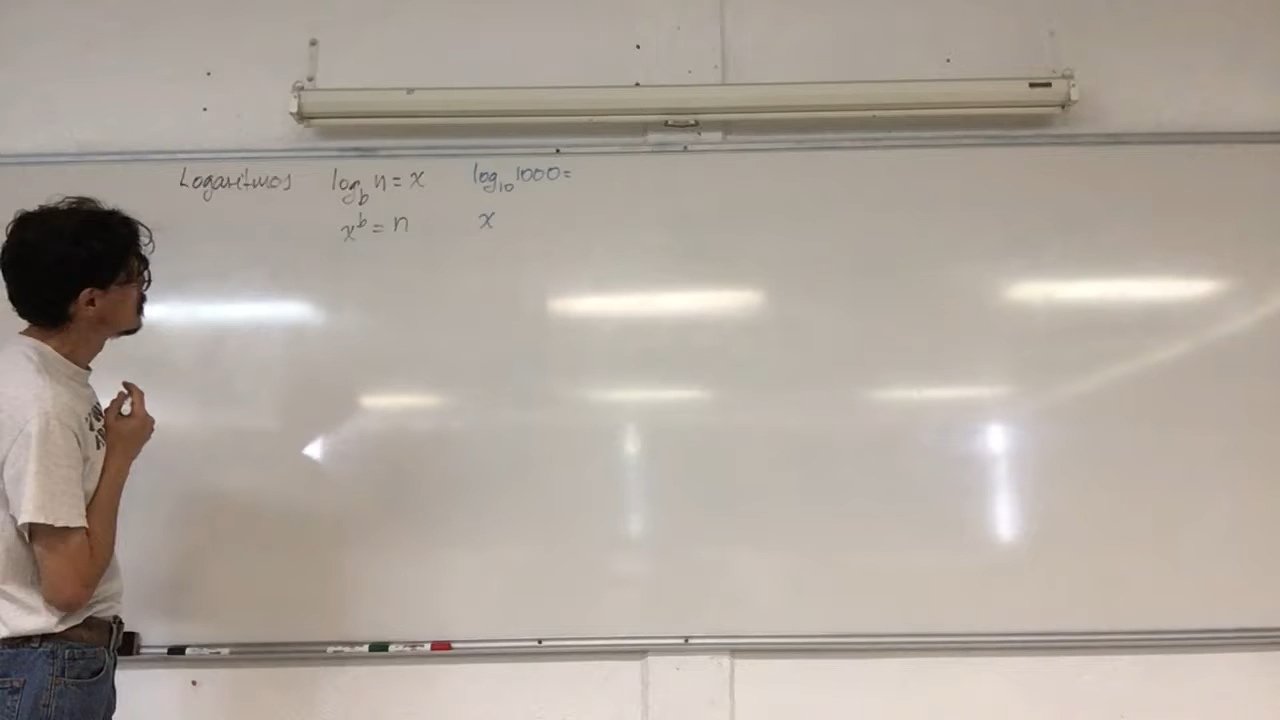 Logaritmos log_b n = x log_10 1000 =
x^b = n x